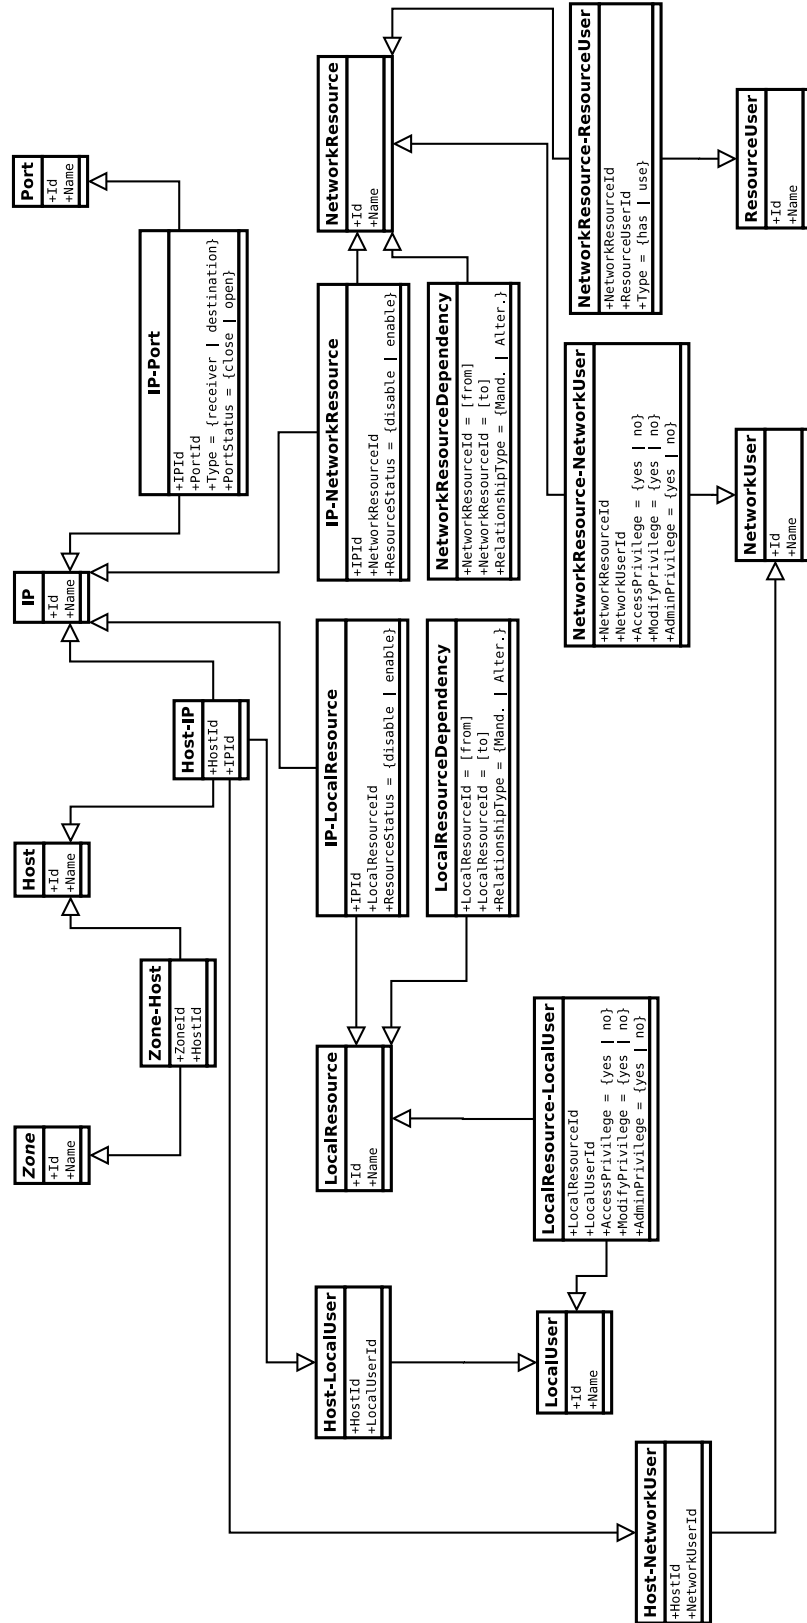 Zone
+Id
+Name
Zone-Host
+ZoneId
+HostId
Host
+Id
+Name
Host-IP
+HostId
+IPId
IP
+Id
+Name
IP-Port
+IPId
+PortId
+Type = {receiver | destination}
+PortStatus = {close | open}
Port
+Id
+Name
Host-LocalUser
+HostId
+LocalUserId
LocalResource
+Id
+Name
IP-LocalResource
+IPId
+LocalResourceId
+ResourceStatus = {disable | enable}
IP-NetworkResource
+IPId
+NetworkResourceId
+ResourceStatus = {disable | enable}
NetworkResource
+Id
+Name
LocalResourceDependency
+LocalResourceId = [from]
+LocalResourceId = [to]
+RelationshipType = {Mand. | Alter.}
NetworkResourceDependency
+NetworkResourceId = [from]
+NetworkResourceId = [to]
+RelationshipType = {Mand. | Alter.}
LocalUser
+Id
+Name
LocalResource-LocalUser
+LocalResourceId
+LocalUserId
+AccessPrivilege = {yes | no}
+ModifyPrivilege = {yes | no}
+AdminPrivilege = {yes | no}
NetworkResource-NetworkUser
+NetworkResourceId
+NetworkUserId
+AccessPrivilege = {yes | no}
+ModifyPrivilege = {yes | no}
+AdminPrivilege = {yes | no}
NetworkResource-ResourceUser
+NetworkResourceId
+ResourceUserId
+Type = {has | use}
Host-NetworkUser
+HostId
+NetworkUserId
NetworkUser
+Id
+Name
ResourceUser
+Id
+Name